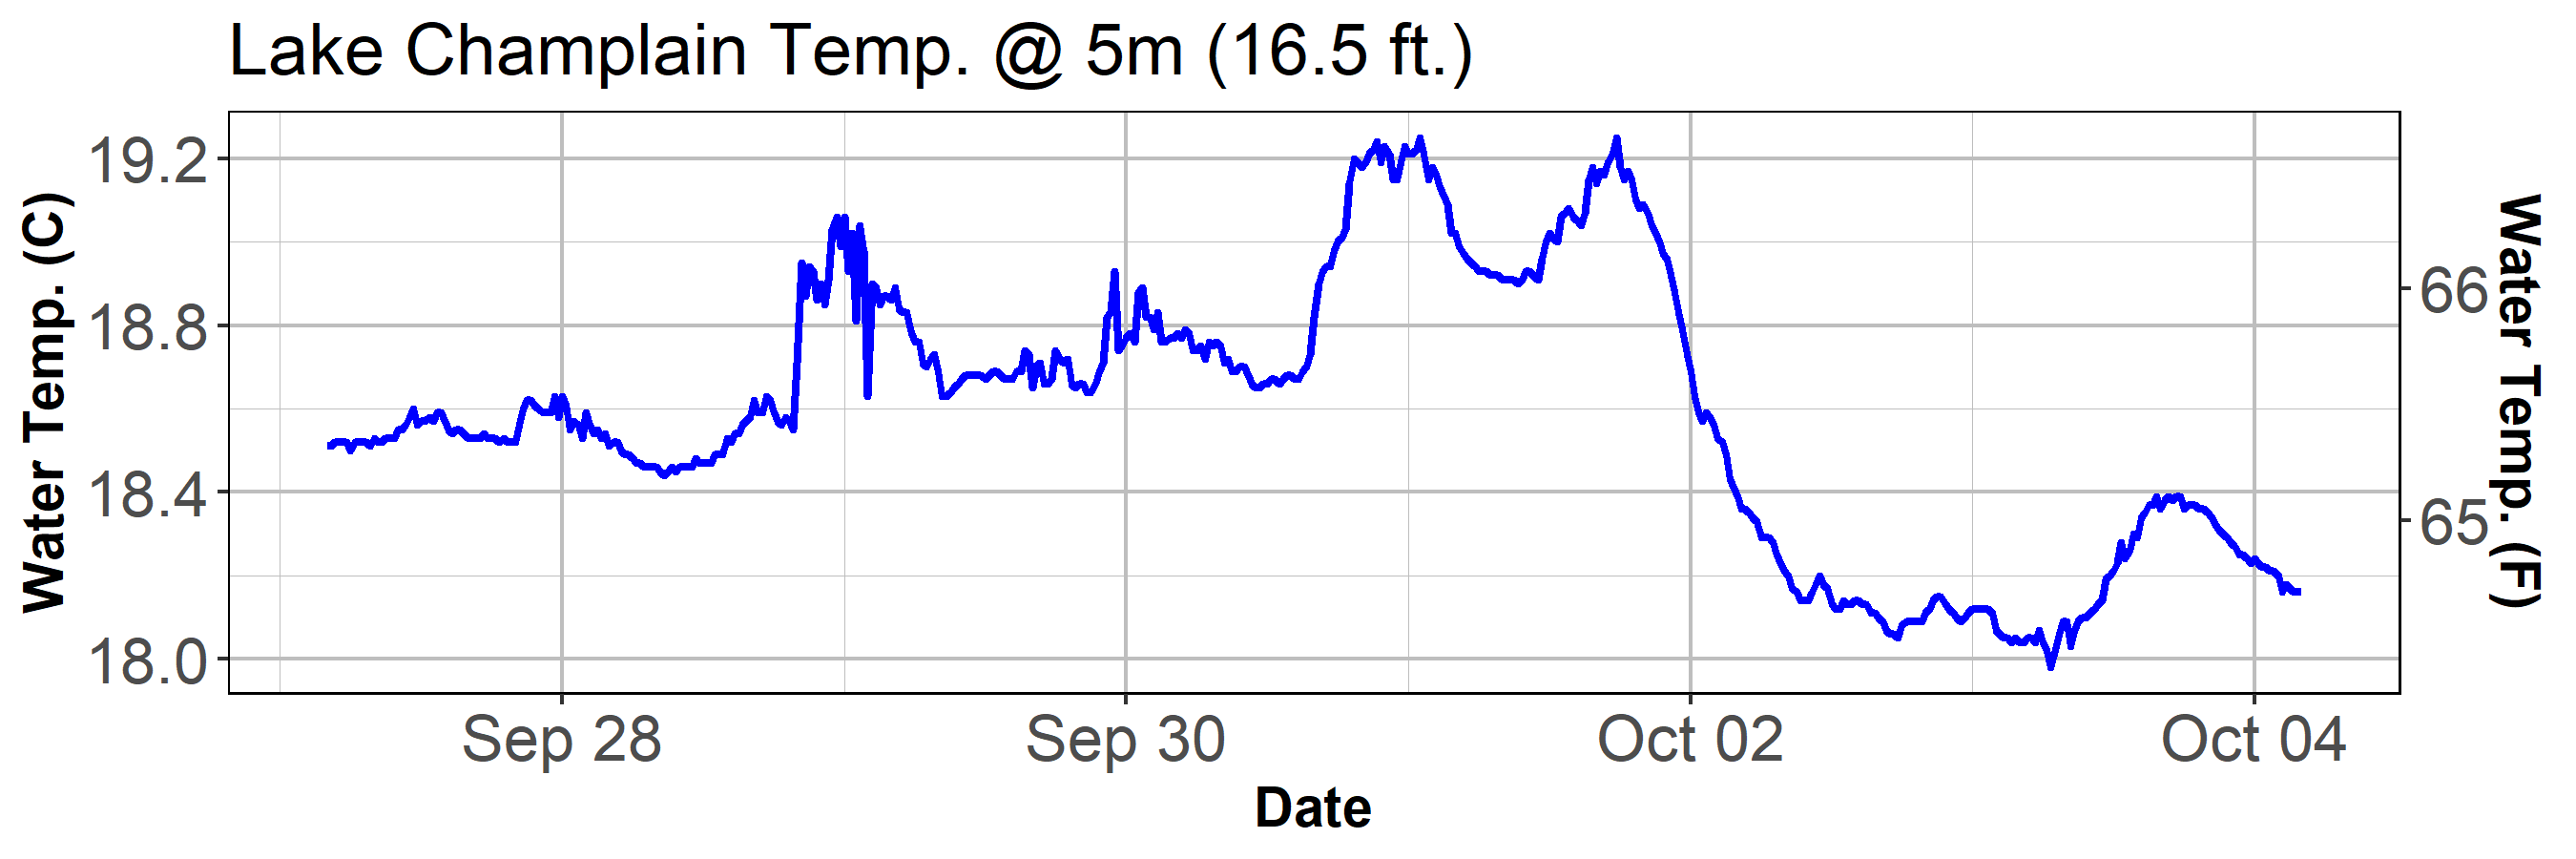 Lake Champlain Temp. @ 5m (16.5 ft.)
Water Temp. (C)
19.2
18.8
18.4
18.0
66
65
Water Temp. (F)
Sep 28
Sep 30
Oct 02
Oct 04
Date